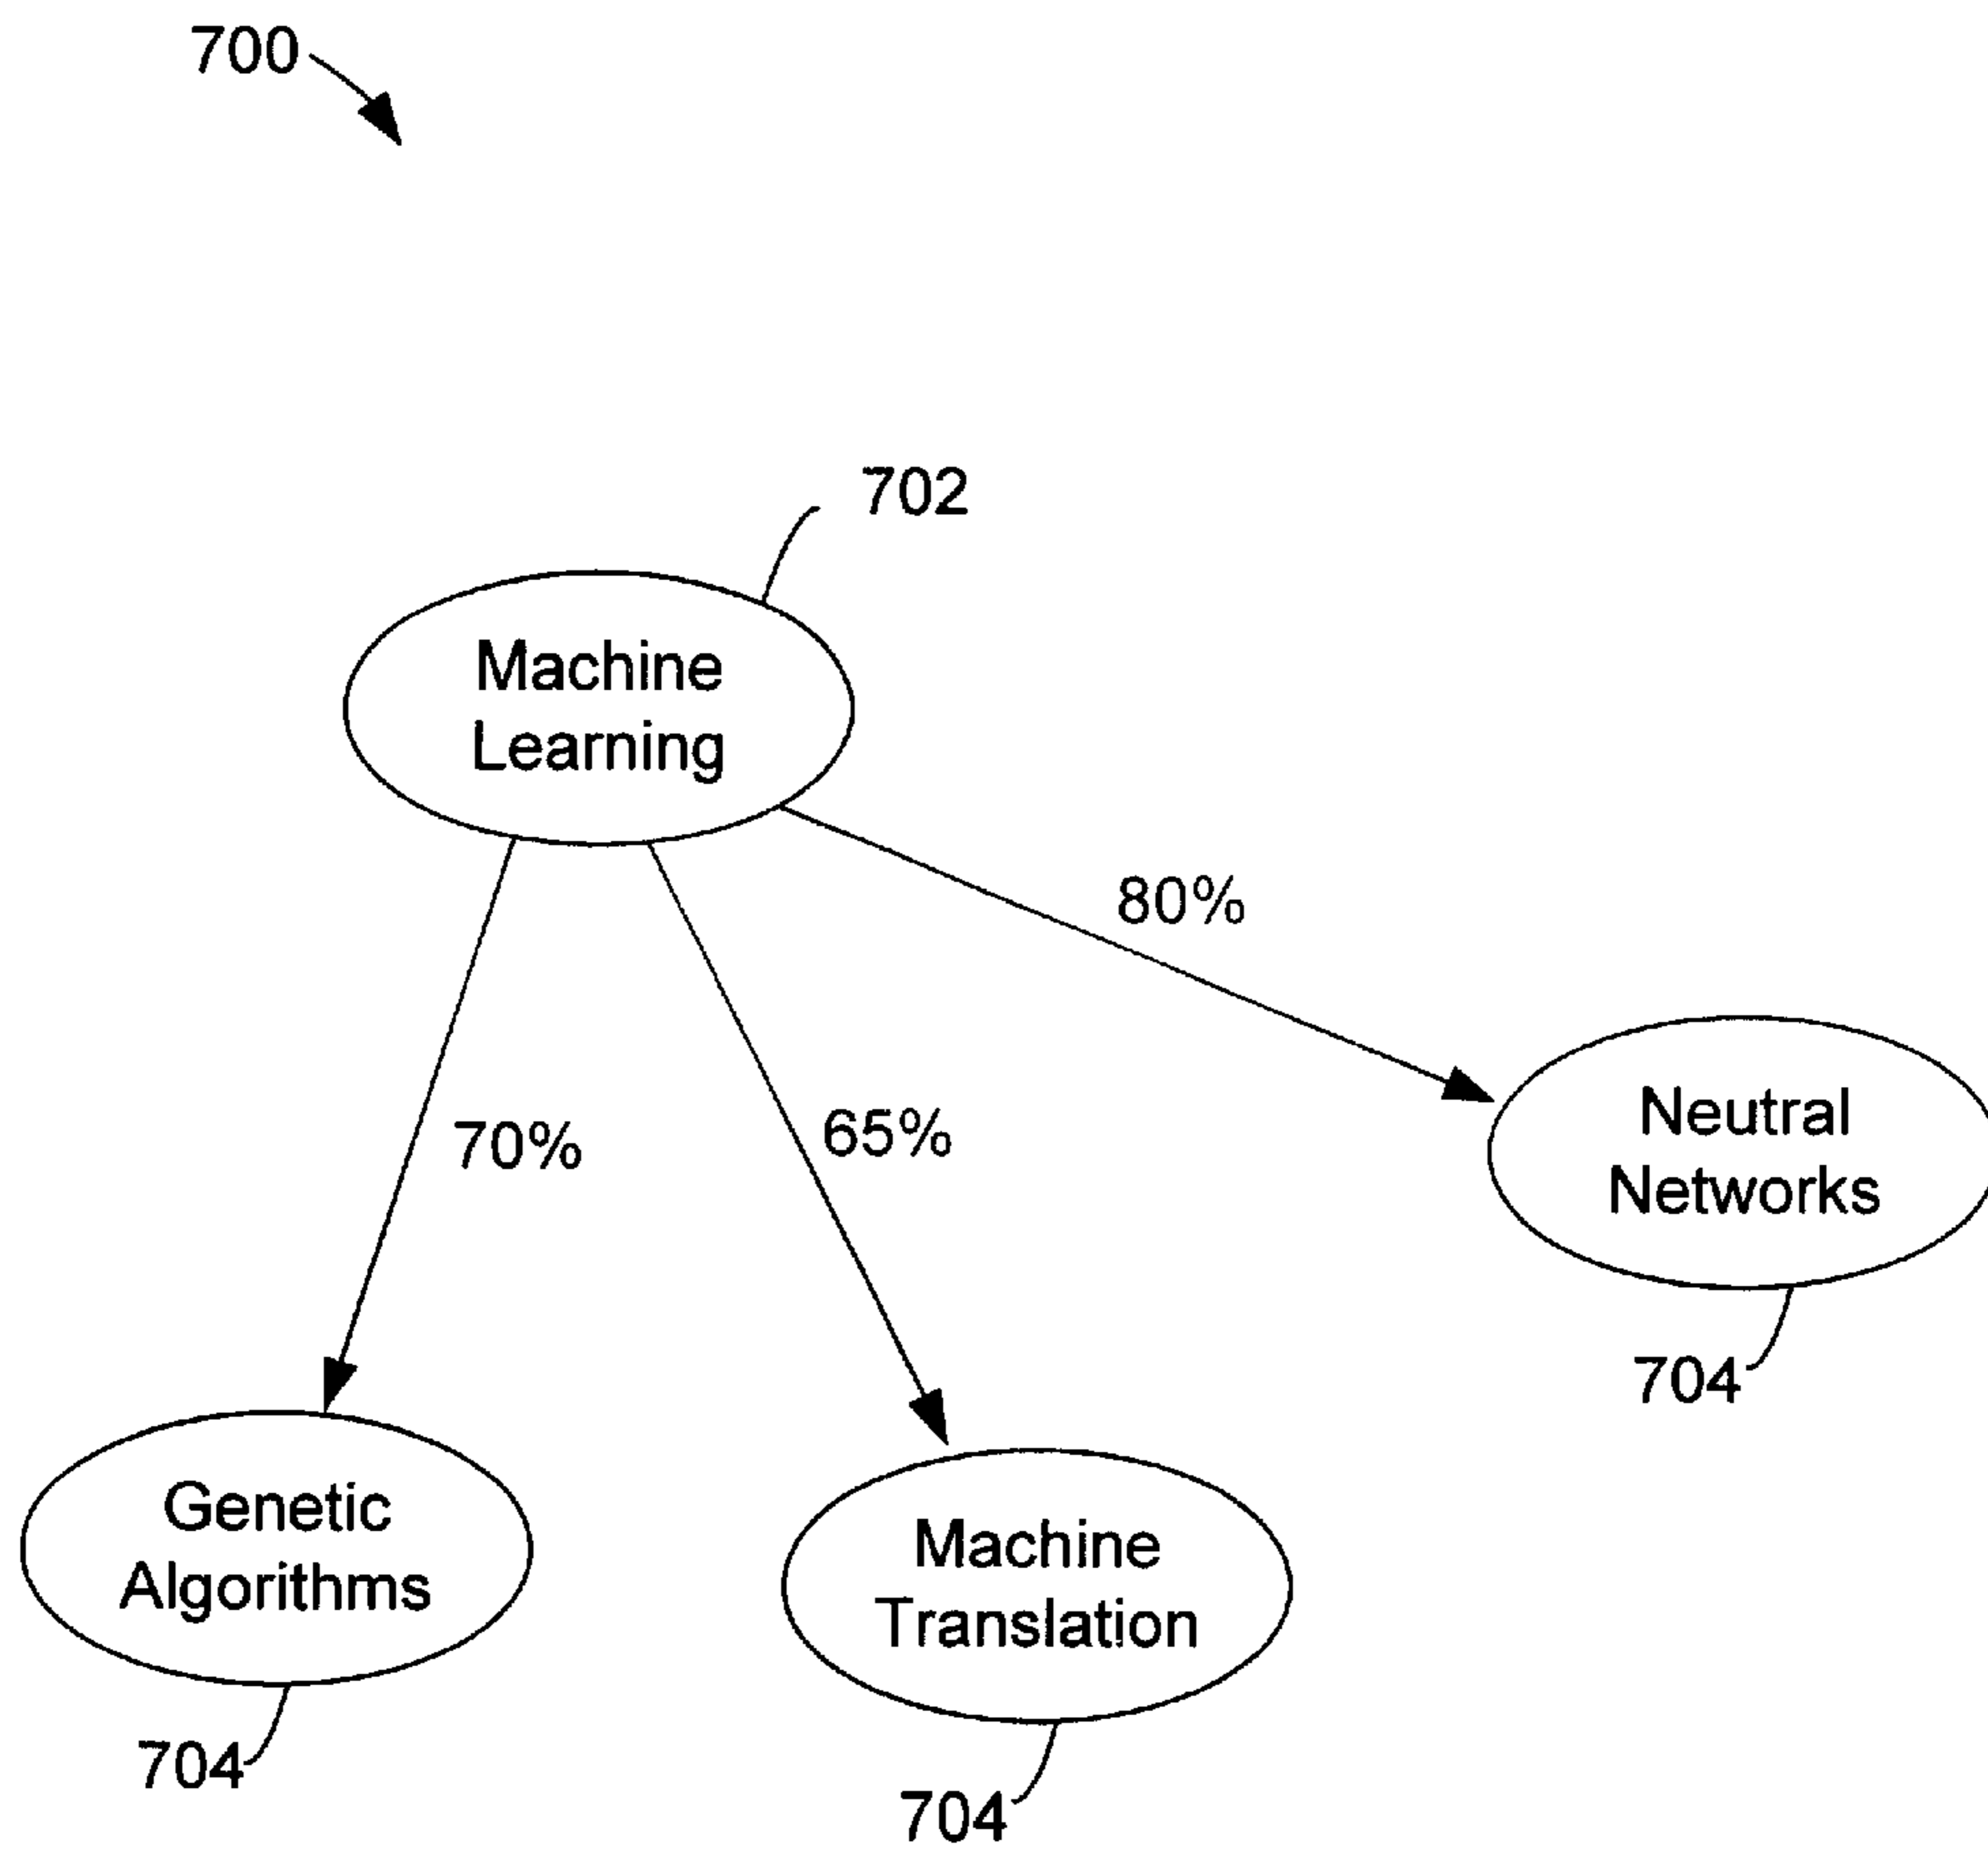 700
702
Machine
Learning
80%
70%
65%
Neutral
Networks
704
Genetic
Algorithms
704
Machine
Translation
704